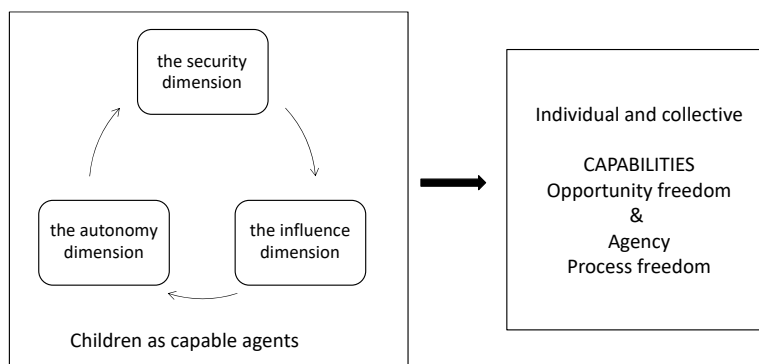 the security
dimension
the autonomy
dimension
the influence
dimension
Children as capable agents
Individual and collective
CAPABILITIES
Opportunity freedom
&
Agency
Process freedom